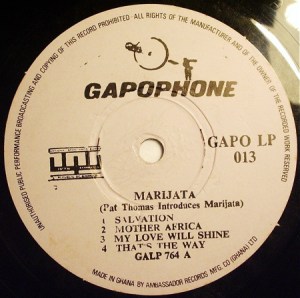 UNAUTHORISED PUBLIC PERFORMANCE BROADCASTING AND COPYING OF THIS RECORD PROHIBITED · ALL RIGHTS OF THE MANUFACTURER AND OF THE OWNER OF THE RECORDED WORK RESERVED
GAPOPHONE
GAPO LP
013
MARIJATA
(Pat Thomas Introduces Marijata)
1 SALVATION
2 MOTHER AFRICA
3 MY LOVE WILL SHINE
4 THAT'S THE WAY
GALP 764 A
MADE IN GHANA BY AMBASSADOR RECORDS MFG. CO (GHANA) LTD